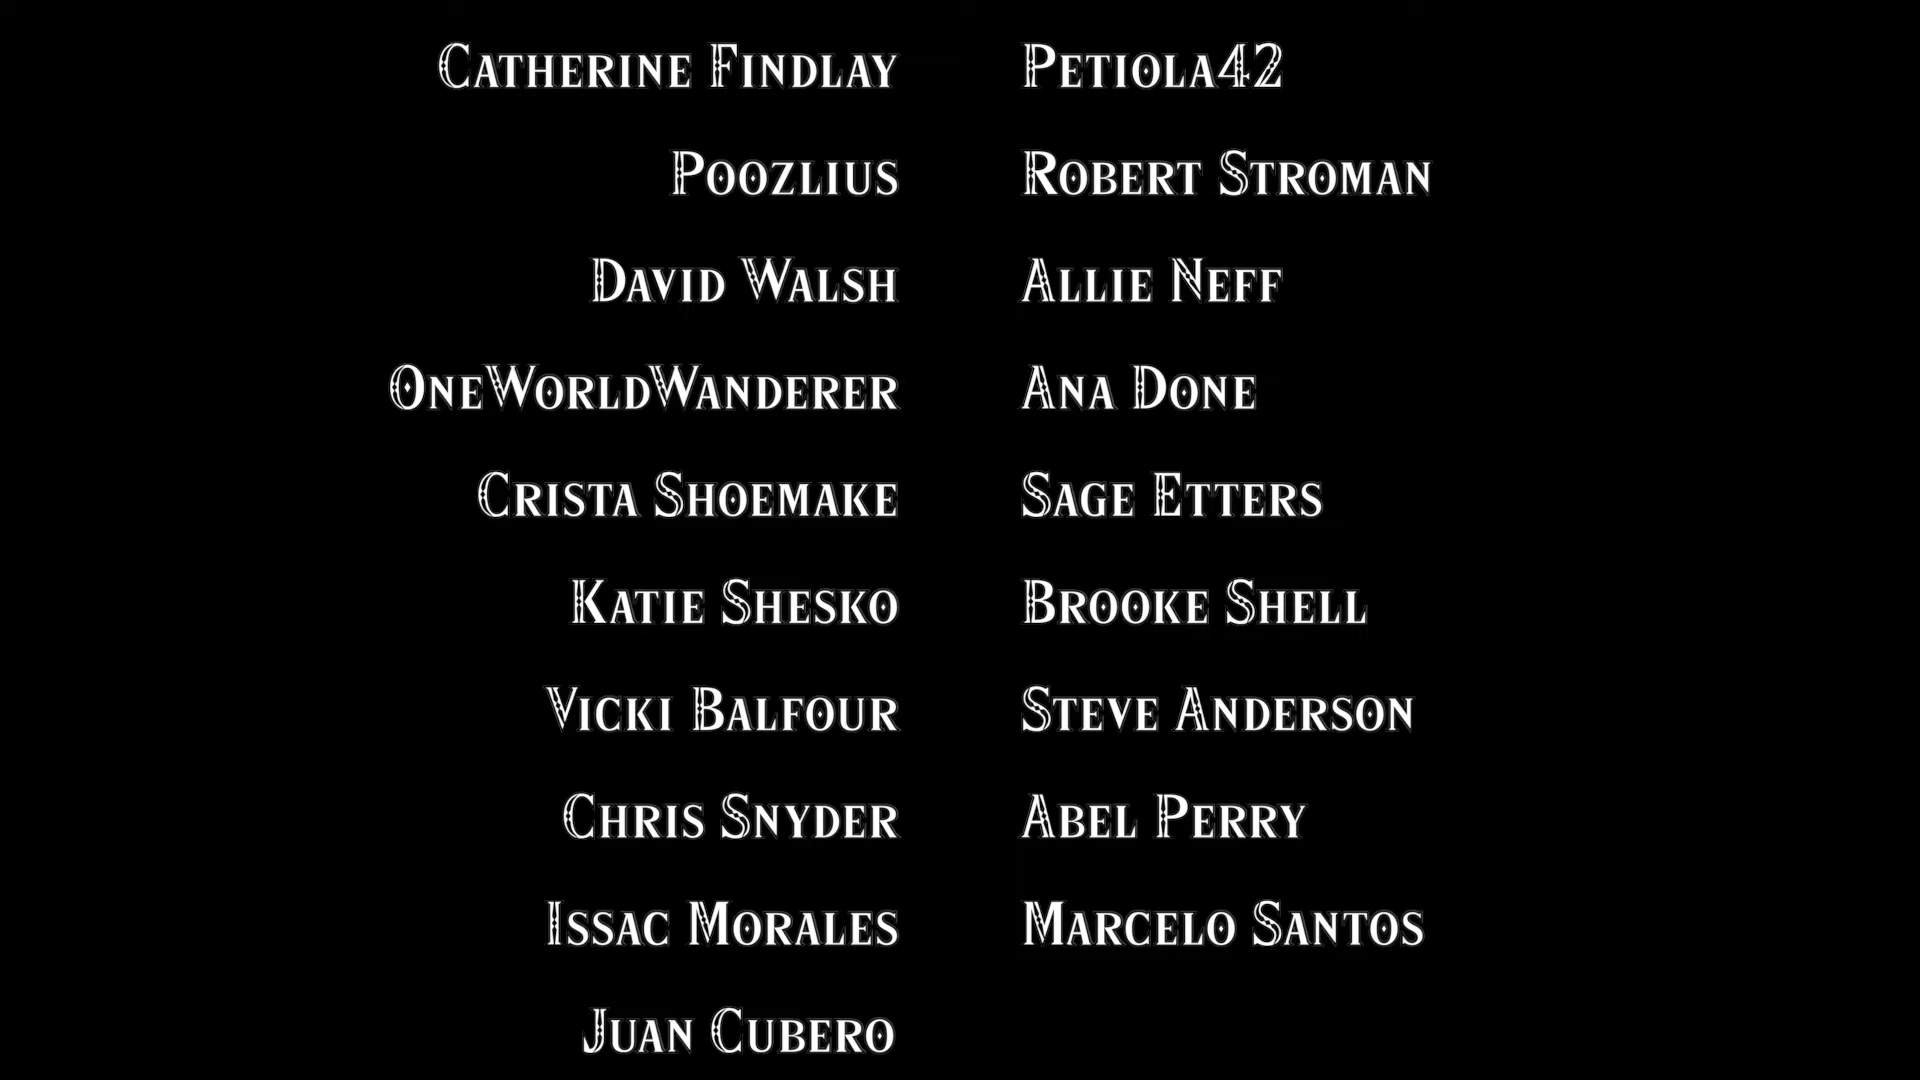 Catherine Findlay Petiola42
Poozlius Robert Stroman
David Walsh Allie Neff
OneWorldWanderer Ana Done
Crista Shoemake Sage Etters
Katie Shesko Brooke Shell
Vicki Balfour Steve Anderson
Chris Snyder Abel Perry
Issac Morales Marcelo Santos
Juan Cubero